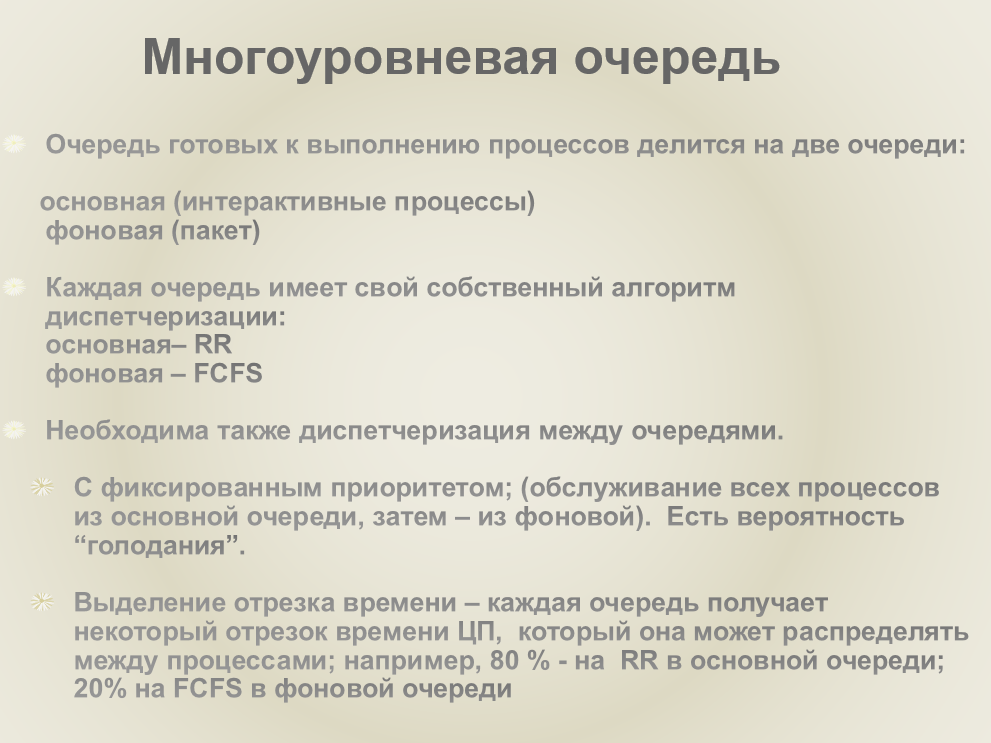 Многоуровневая очередь
Очередь готовых к выполнению процессов делится на две очереди:
основная (интерактивные процессы)
фоновая (пакет)
Каждая очередь имеет свой собственный алгоритм
диспетчеризации:
основная– RR
фоновая – FCFS
Необходима также диспетчеризация между очередями.
С фиксированным приоритетом; (обслуживание всех процессов
из основной очереди, затем – из фоновой).  Есть вероятность
“голодания”.
Выделение отрезка времени – каждая очередь получает
некоторый отрезок времени ЦП,  который она может распределять
между процессами; например, 80 % - на  RR в основной очереди;
20% на FCFS в фоновой очереди